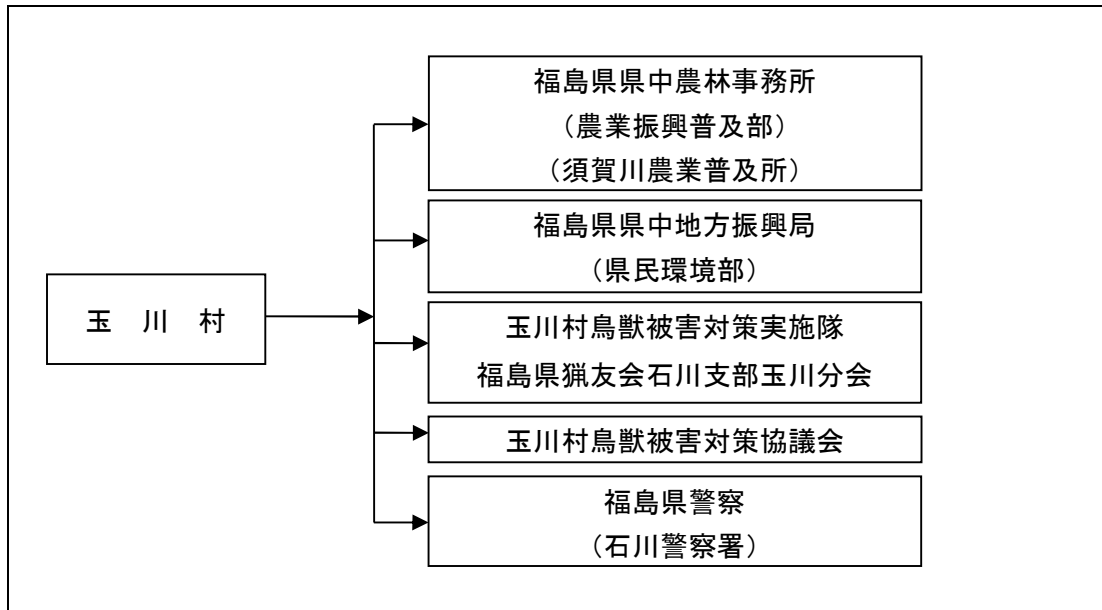 福島県県中農林事務所
（農業振興普及部）
（須賀川農業普及所）
福島県県中地方振興局
（県民環境部）
玉　川　村
玉川村鳥獣被害対策実施隊
福島県猟友会石川支部玉川分会
玉川村鳥獣被害対策協議会
福島県警察
（石川警察署）